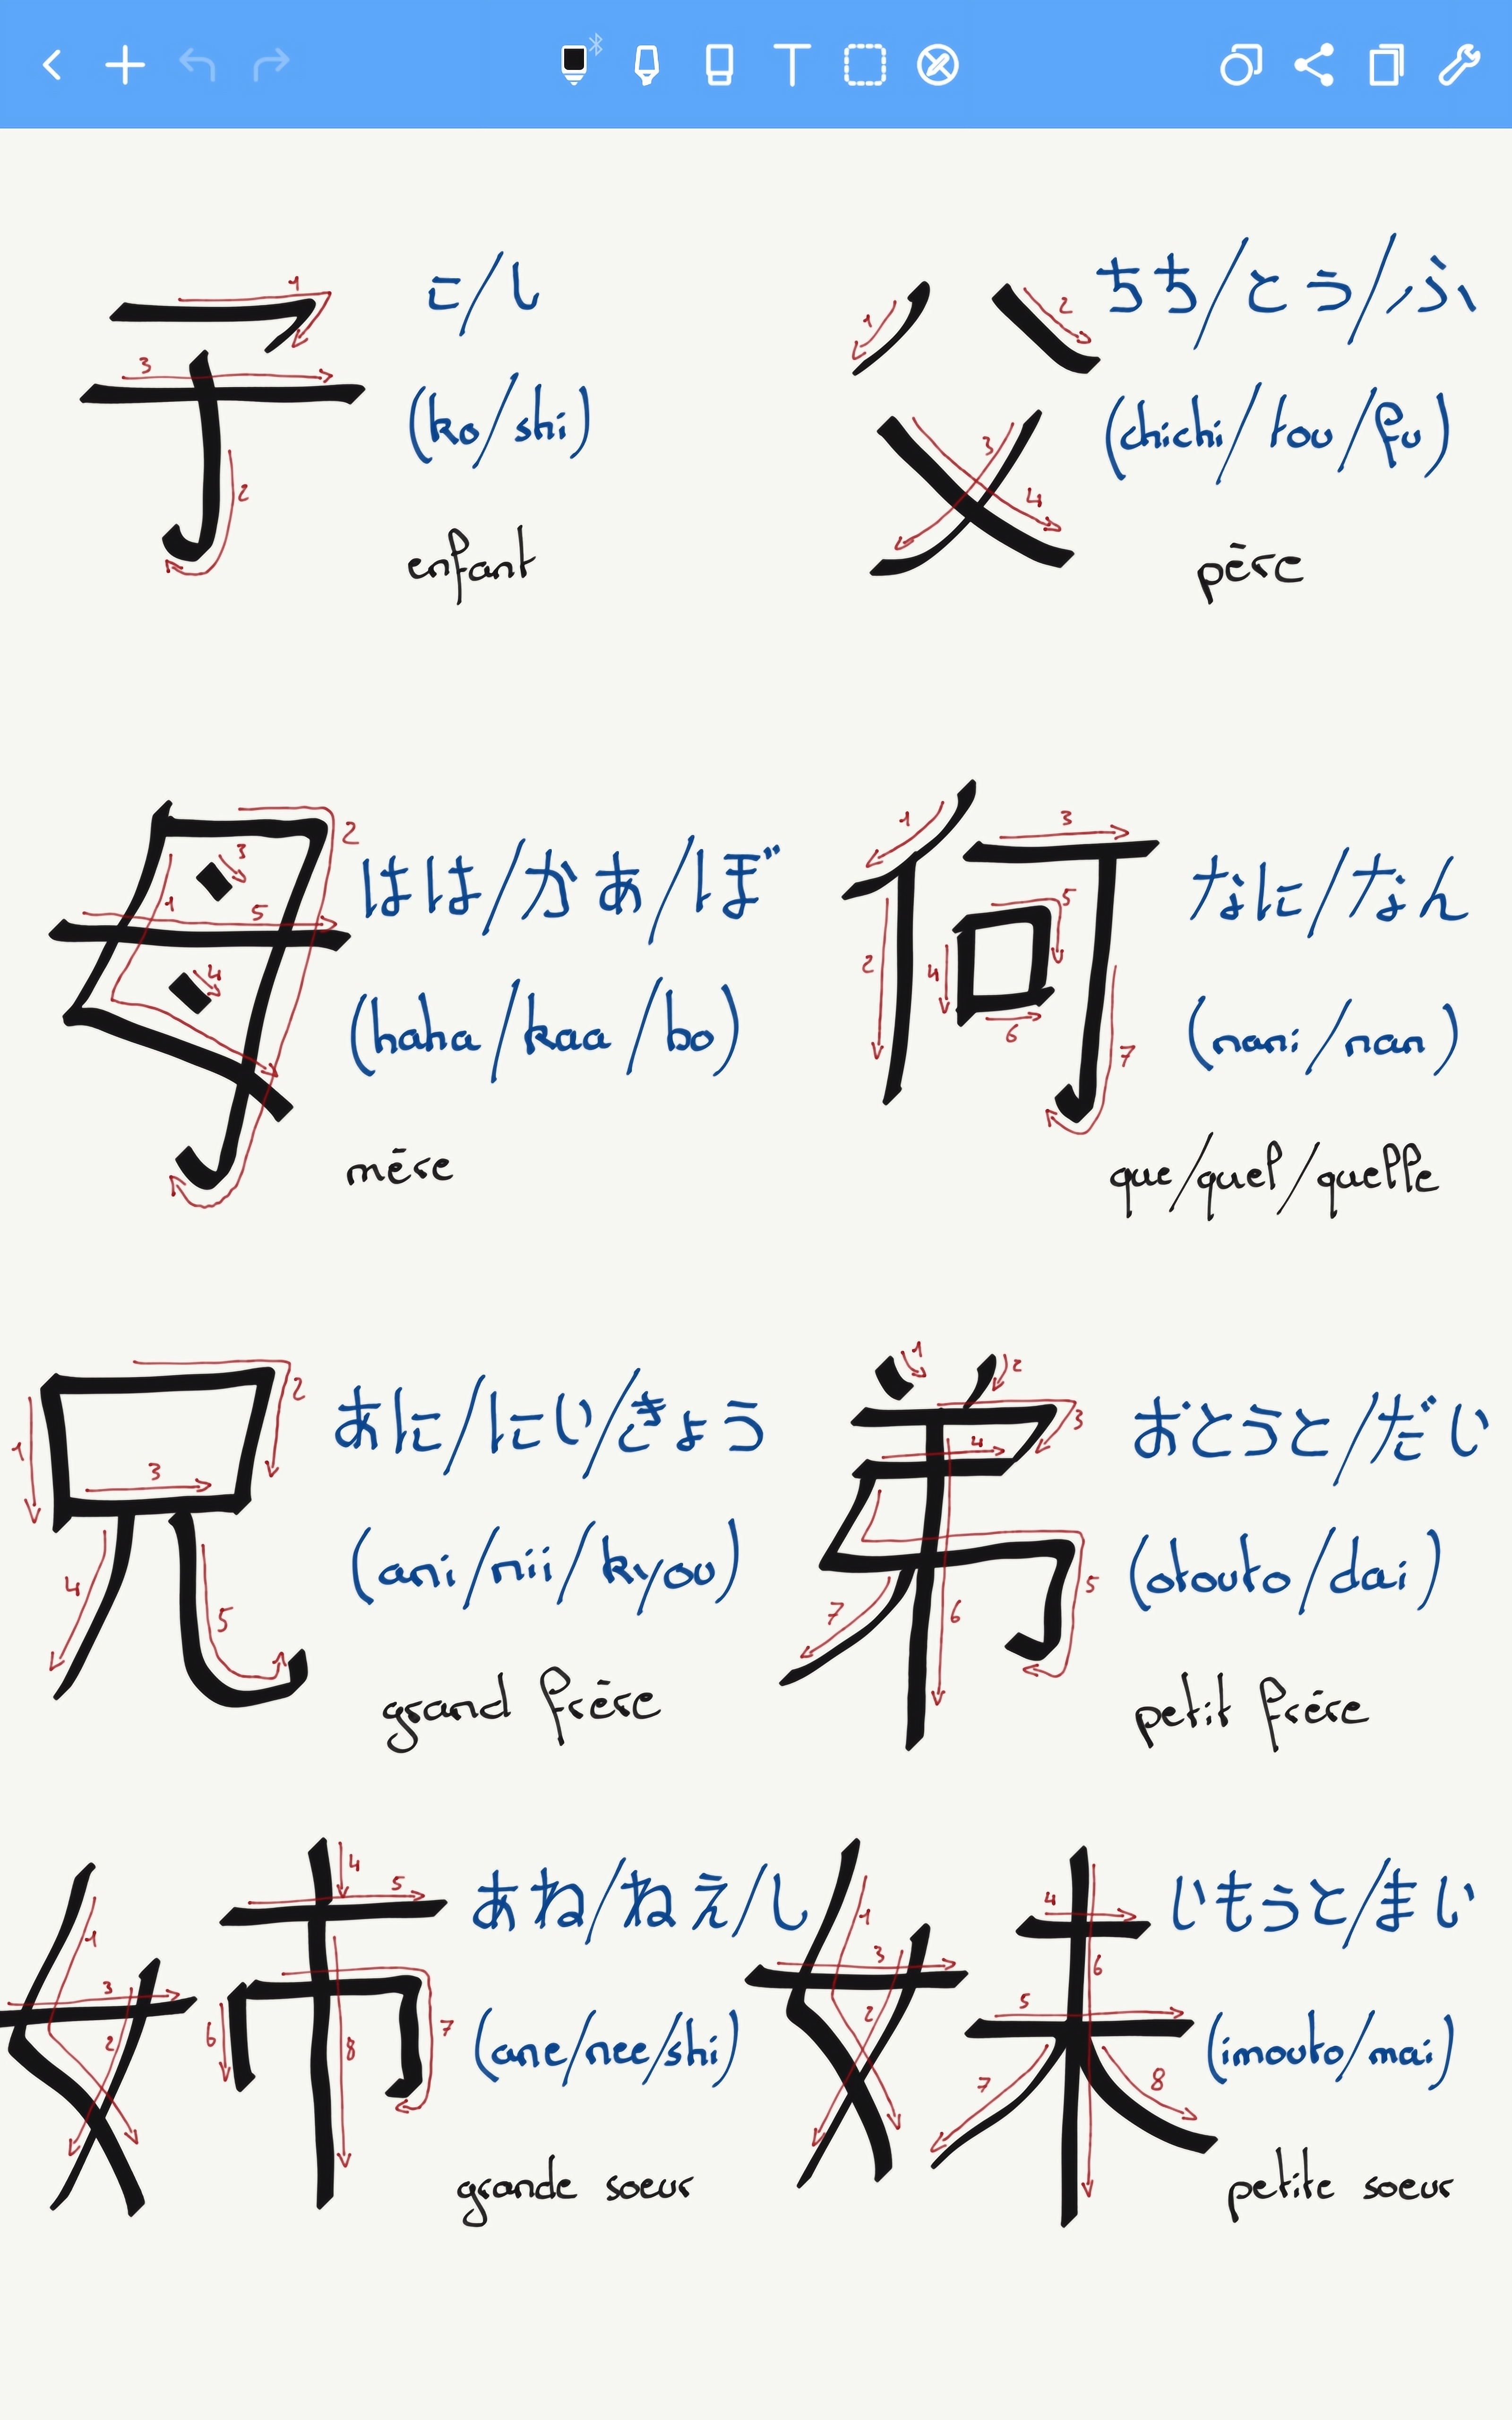 子 こ/し
(ko/shi)
enfant
父 ちち/とう/ふ
(chichi/tou/fu)
père
母 はは/かあ/ぼ
(haha/kaa/bo)
mère
何 なに/なん
(nani/nan)
que/quel/quelle
兄 あに/にい/きょう
(ani/nii/kyou)
grand frère
弟 おとうと/だい
(otouto/dai)
petit frère
姉 あね/ねえ/し
(ane/nee/shi)
grande soeur
妹 いもうと/まい
(imouto/mai)
petite soeur